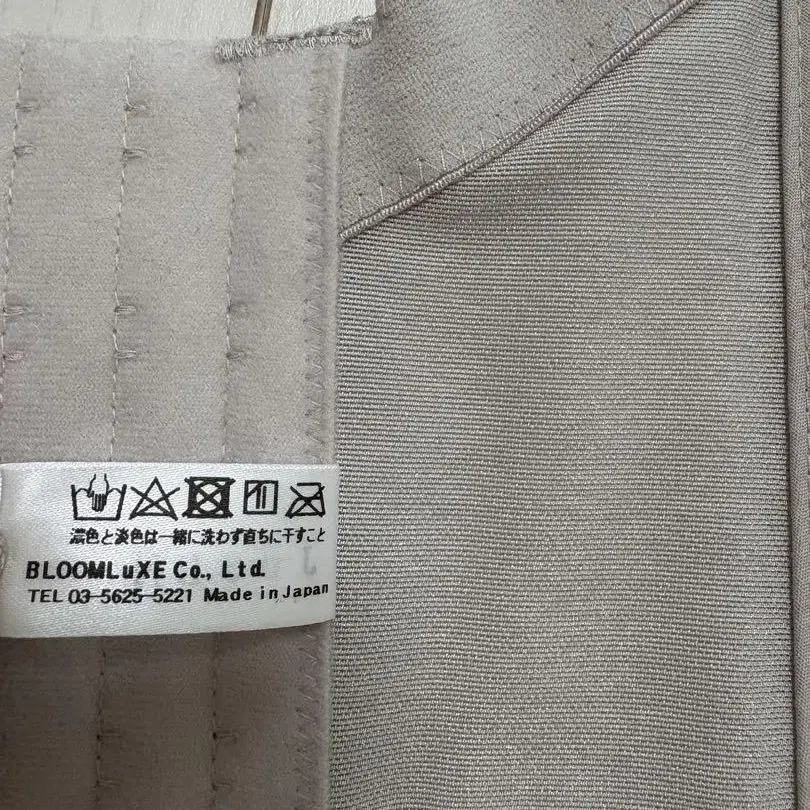 濃色と淡色は一緒に洗わず直ちに干すこと
BLOOMLuXE Co., Ltd.
TEL 03-5625-5221 Made in Japan